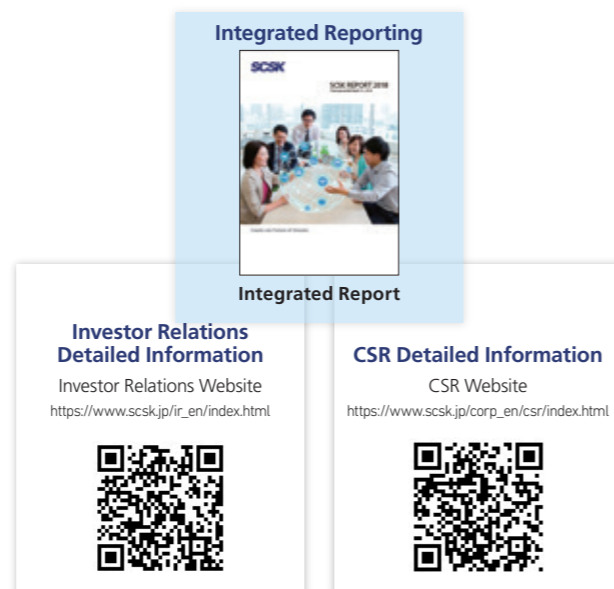 Integrated Reporting
SCSK
SCSK REPORT 2018
Integrated Report
Investor Relations
Detailed Information
Investor Relations Website
https://www.scsk.jp/ir_en/index.html
CSR Detailed Information
CSR Website
https://www.scsk.jp/corp_en/csr/index.html